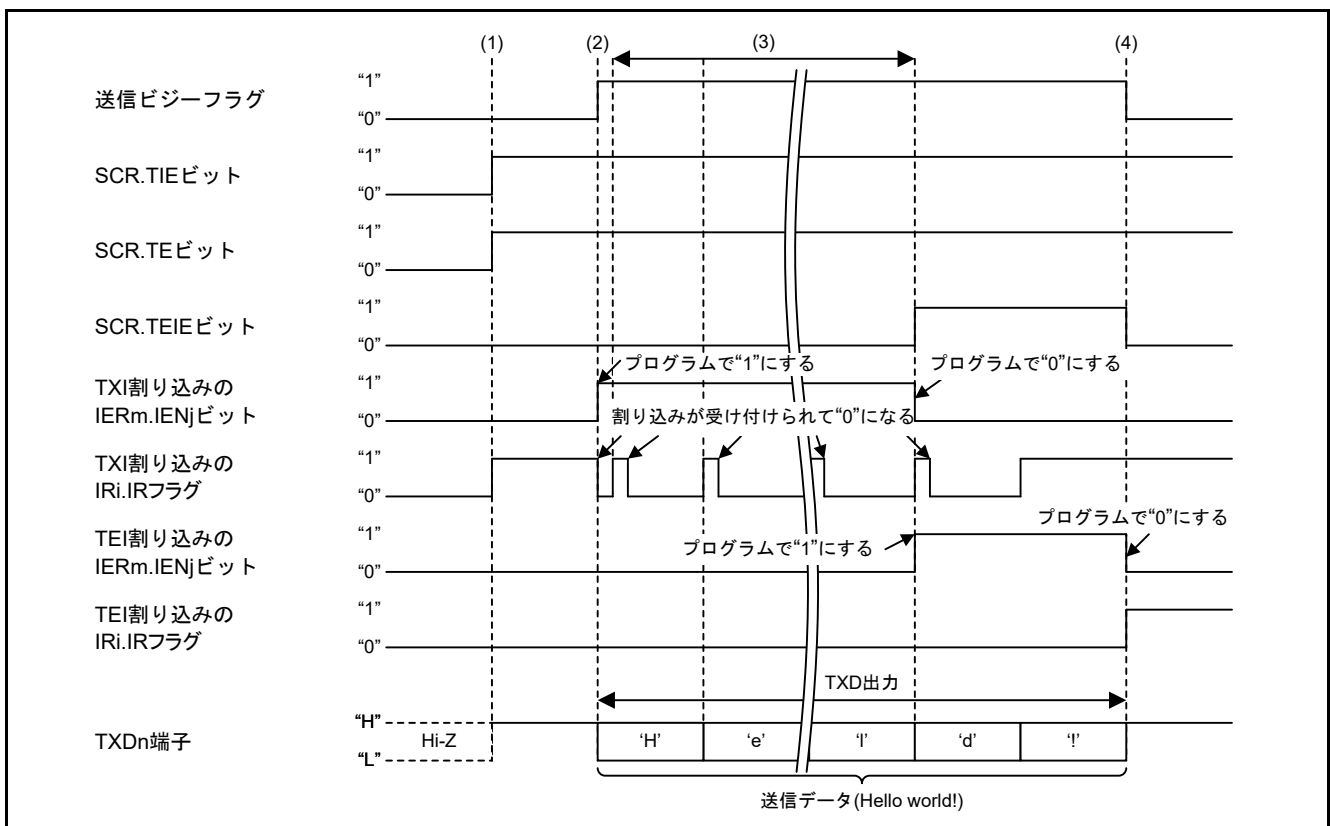 (1) (2) (3) (4)
送信ビジーフラグ
“1”
“0”
SCR.TIEビット
“1”
“0”
SCR.TEビット
“1”
“0”
SCR.TEIEビット
“1”
“0”
プログラムで“1”にする
プログラムで“0”にする
TXI割り込みの
IERm.IENjビット
“1”
“0”
割り込みが受け付けられて“0”になる
TXI割り込みの
IRi.IRフラグ
“1”
“0”
プログラムで“0”にする
TEI割り込みの
IERm.IENjビット
“1”
“0”
プログラムで“1”にする
TEI割り込みの
IRi.IRフラグ
“1”
“0”
TXD出力
TXDn端子
“H”
“L”
Hi-Z
‘H’ ‘e’ ‘l’ ‘d’ ‘!’
送信データ(Hello world!)